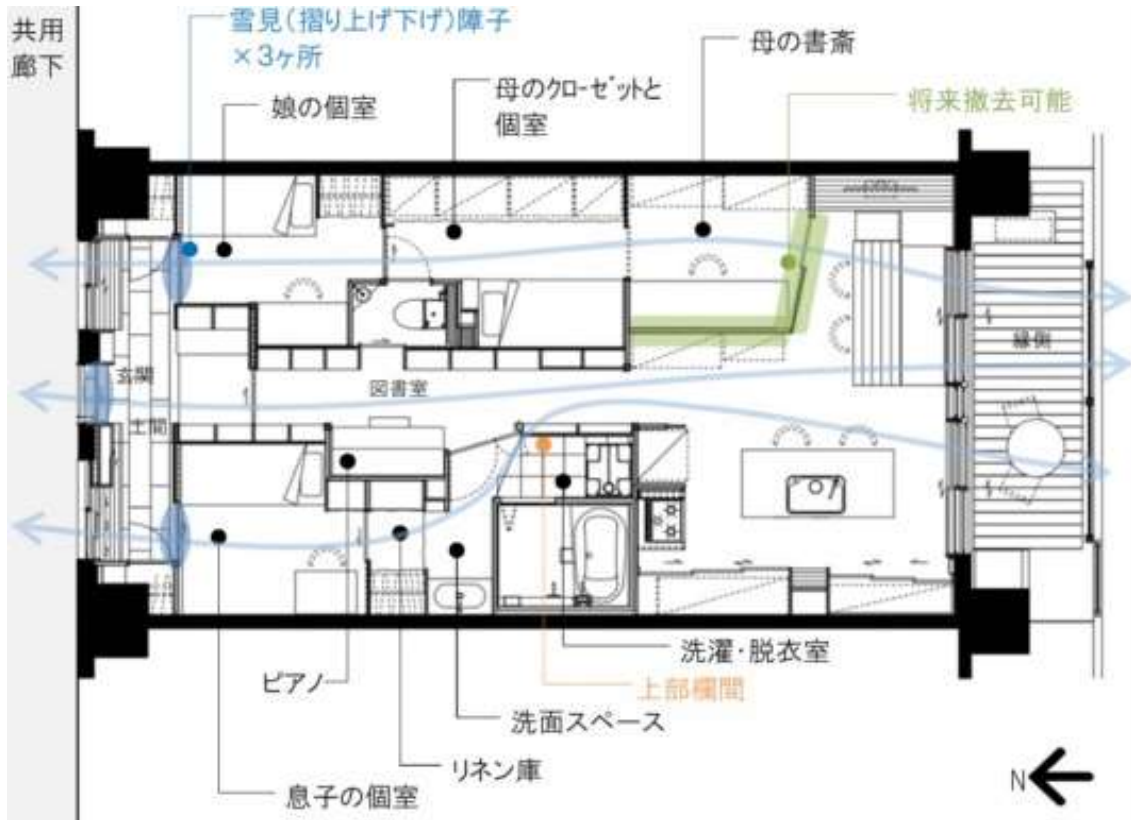 共用
廊下
雪見(摺り上げ下げ)障子
×3ヶ所
娘の個室
母のクローゼットと
個室
母の書斎
将来撤去可能
玄関
土間
図書室
縁側
ピアノ
洗濯・脱衣室
上部欄間
洗面スペース
リネン庫
息子の個室
N